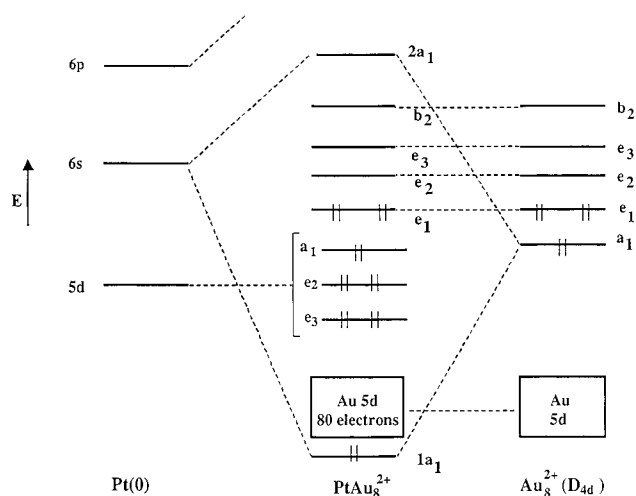 6p
2a1
b2
b2
6s
e3
e3
E
e2
e2
e1
e1
a1
a1
5d
e2
e3
Au 5d
80 electrons
Au
5d
1a1
Pt(0)
PtAu8 2+
Au8 2+ (D4d)